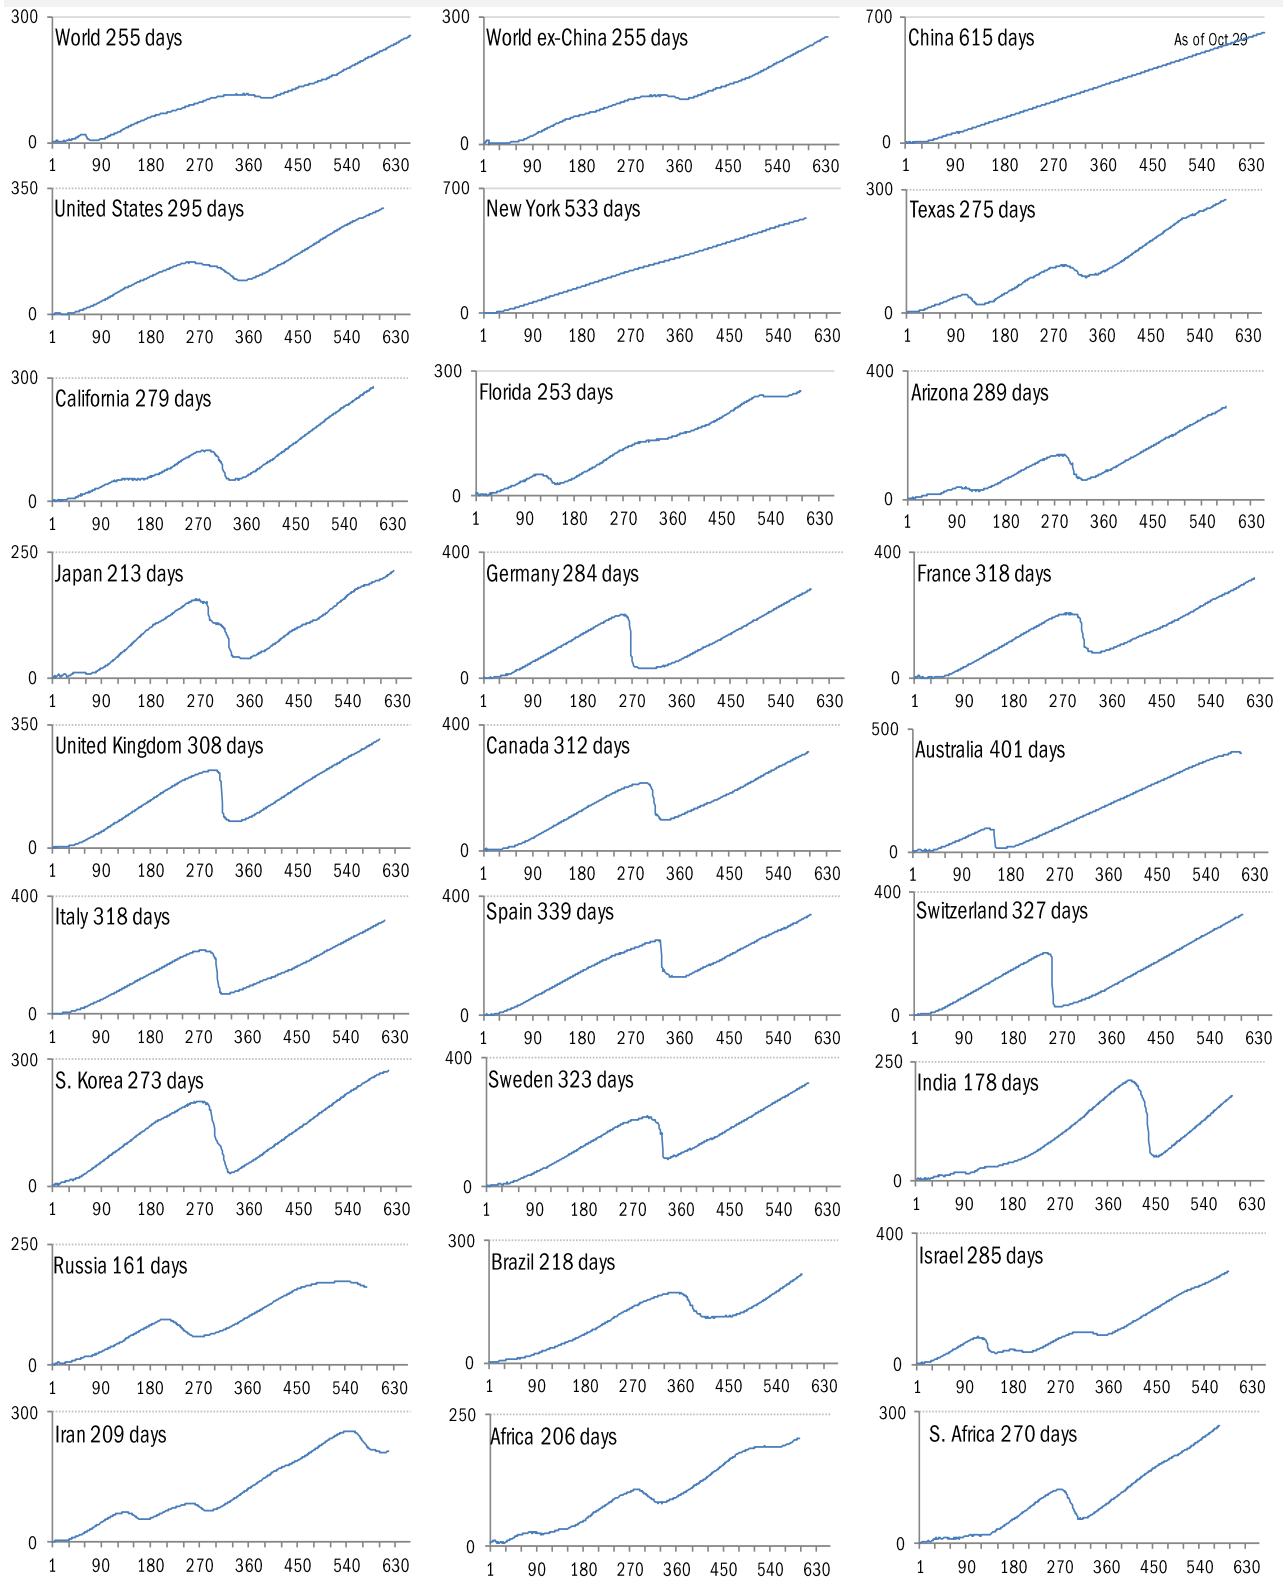 300 300 700
World 255 days World ex-China 255 days China 615 days As of Oct 29
0 0 0
1 90 180 270 360 450 540 630 1 90 180 270 360 450 540 630 1 90 180 270 360 450 540 630
350 700 300
United States 295 days New York 533 days Texas 275 days
0 0 0
1 90 180 270 360 450 540 630 1 90 180 270 360 450 540 630 1 90 180 270 360 450 540 630
300 300 400
California 279 days Florida 253 days Arizona 289 days
0 0 0
1 90 180 270 360 450 540 630 1 90 180 270 360 450 540 630 1 90 180 270 360 450 540 630
250 400 400
Japan 213 days Germany 284 days France 318 days
0 0 0
1 90 180 270 360 450 540 630 1 90 180 270 360 450 540 630 1 90 180 270 360 450 540 630
350 400 500
United Kingdom 308 days Canada 312 days Australia 401 days
0 0 0
1 90 180 270 360 450 540 630 1 90 180 270 360 450 540 630 1 90 180 270 360 450 540 630
400 400 400
Italy 318 days Spain 339 days Switzerland 327 days
0 0 0
1 90 180 270 360 450 540 630 1 90 180 270 360 450 540 630 1 90 180 270 360 450 540 630
300 400 250
S. Korea 273 days Sweden 323 days India 178 days
0 0 0
1 90 180 270 360 450 540 630 1 90 180 270 360 450 540 630 1 90 180 270 360 450 540 630
250 300 400
Russia 161 days Brazil 218 days Israel 285 days
0 0 0
1 90 180 270 360 450 540 630 1 90 180 270 360 450 540 630 1 90 180 270 360 450 540 630
300 250 300
Iran 209 days Africa 206 days S. Africa 270 days
0 0 0
1 90 180 270 360 450 540 630 1 90 180 270 360 450 540 630 1 90 180 270 360 450 540 630